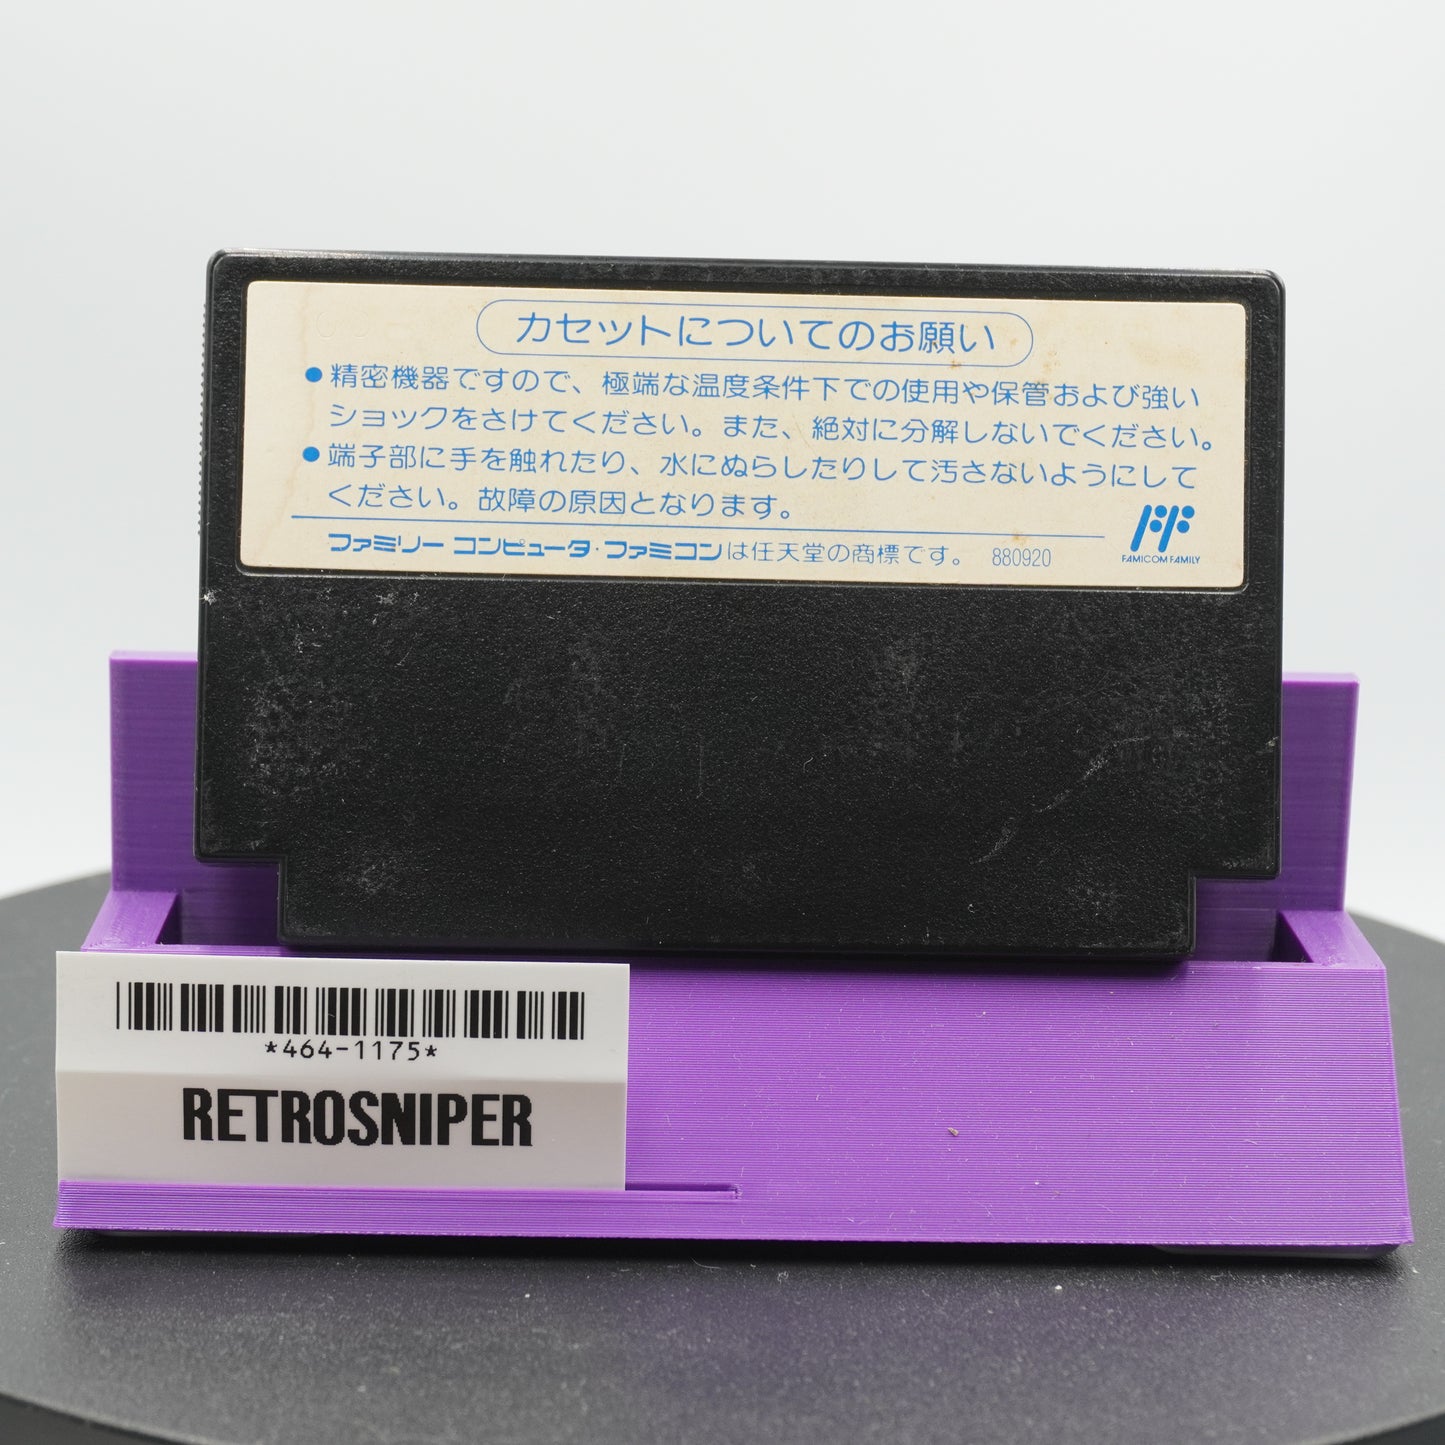 カセットについてのお願い
●精密機器ですので、極端な温度条件下での使用や保管および強い
ショックをさけてください。また、絶対に分解しないでください。
●端子部に手を触れたり、水にぬらしたりして汚さないようにして
ください。故障の原因となります。
ファミリーコンピュータ・ファミコンは任天堂の商標です。 880920
FAMICOM FAMILY
*464-1175*
RETROSNIPER